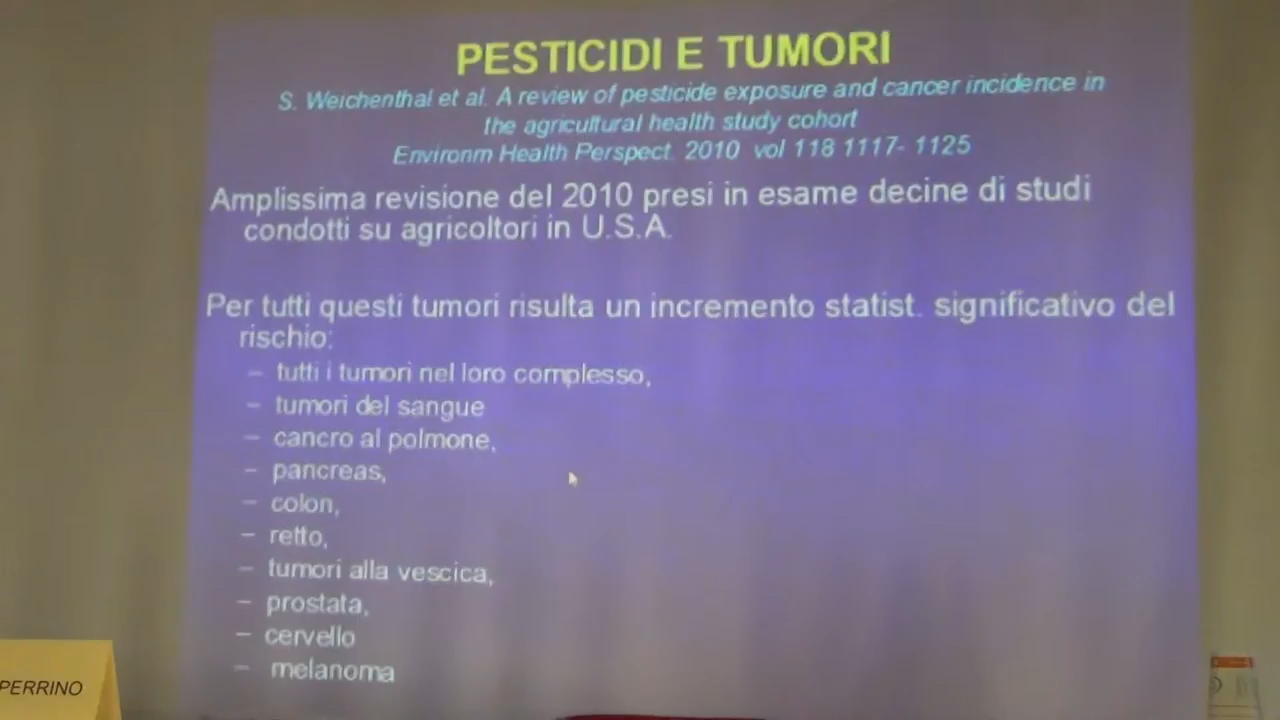 PESTICIDI E TUMORI
S. Weichenthal et al. A review of pesticide exposure and cancer incidence in
the agricultural health study cohort
Environm Health Perspect. 2010 vol 118 1117- 1125
Amplissima revisione del 2010 presi in esame decine di studi
condotti su agricoltori in U.S.A.
Per tutti questi tumori risulta un incremento statist. significativo del
rischio:
– tutti i tumori nel loro complesso,
– tumori del sangue
– cancro al polmone,
– pancreas,
– colon,
– retto,
– tumori alla vescica,
– prostata,
– cervello
– melanoma
PERRINO